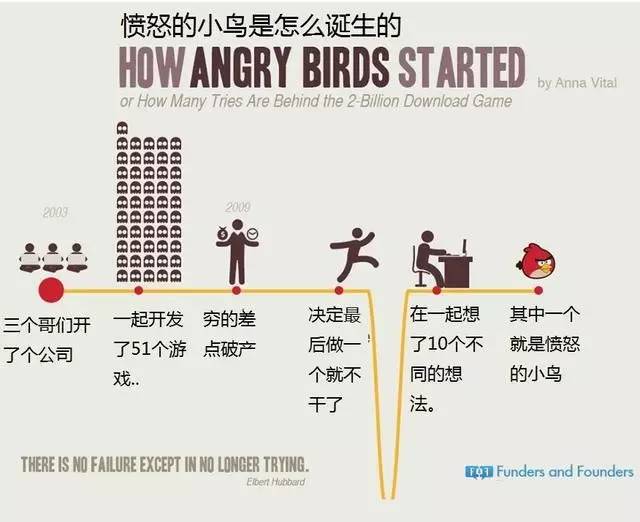 愤怒的小鸟是怎么诞生的
HOW ANGRY BIRDS STARTED
by Anna Vital
or How Many Tries Are Behind the 2-Billion Download Game
2003
2009
三个哥们开
了个公司
一起开发
了51个游
戏..
穷的差
点破产
决定最
后做一
个就不
干了
在一起想
了10个不
同的想
法。
其中一个
就是愤怒
的小鸟
THERE IS NO FAILURE EXCEPT IN NO LONGER TRYING.
Elbert Hubbard
Funders and Founders